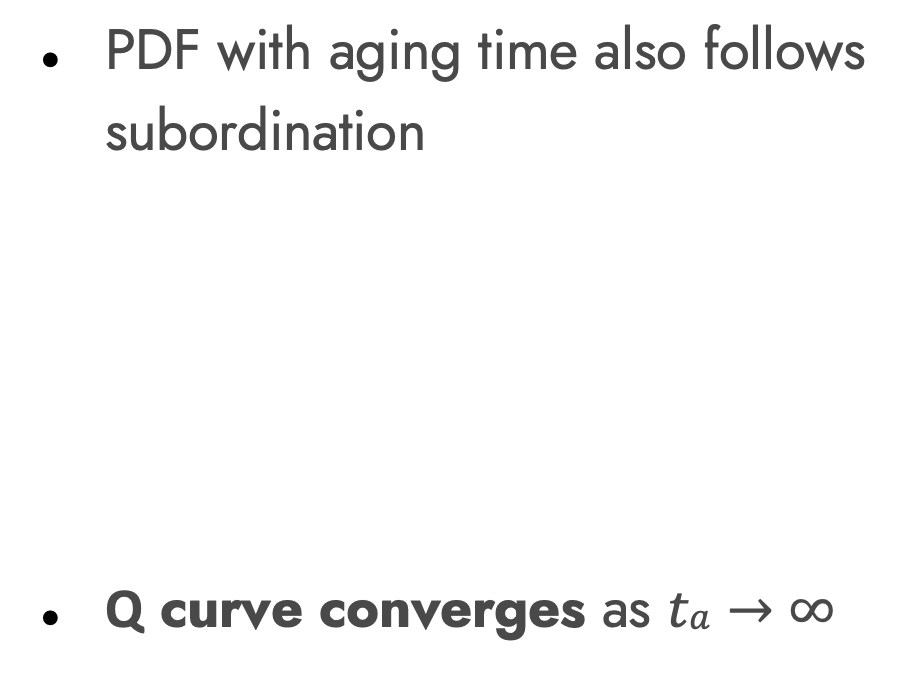 • PDF with aging time also follows
subordination
• Q curve converges as tₐ → ∞